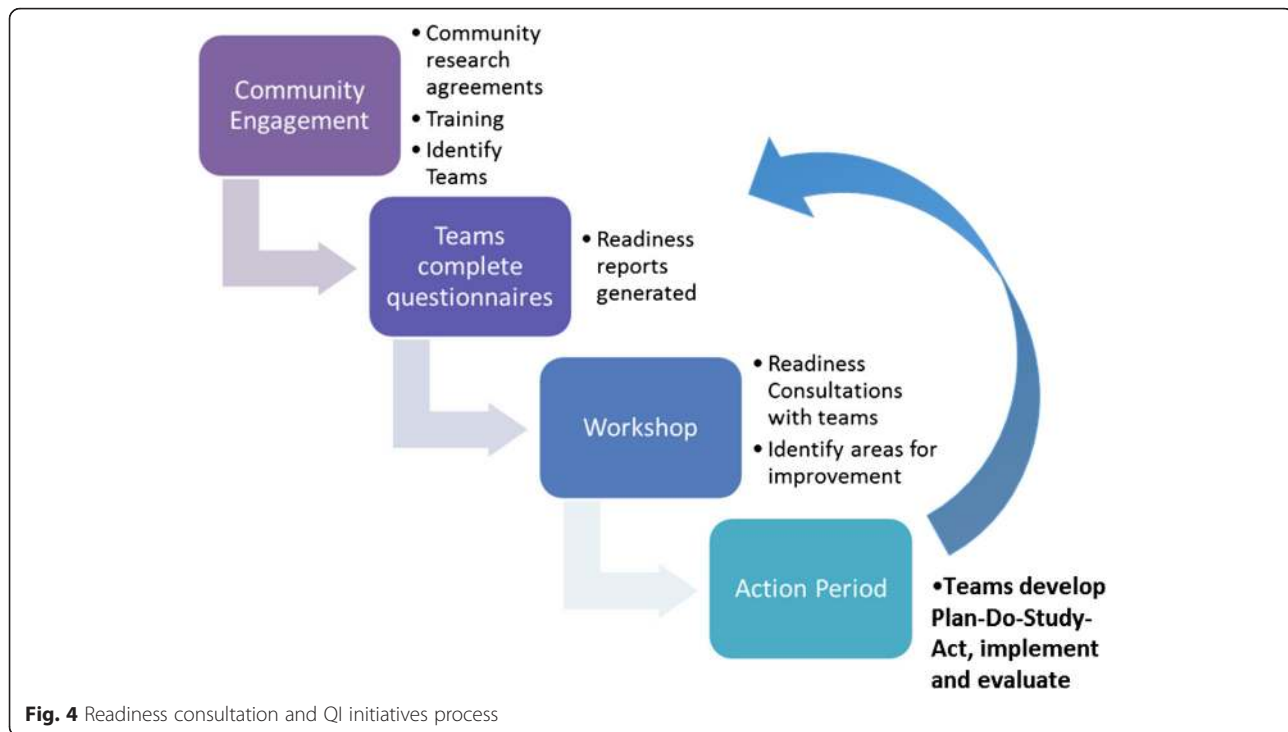 Community
Engagement
• Community
research
agreements
• Training
• Identify
Teams
Teams
complete
questionnaires
• Readiness
reports
generated
Workshop
• Readiness
Consultations
with teams
• Identify areas for
improvement
Action Period
•Teams develop
Plan-Do-Study-
Act, implement
and evaluate
Fig. 4 Readiness consultation and QI initiatives process